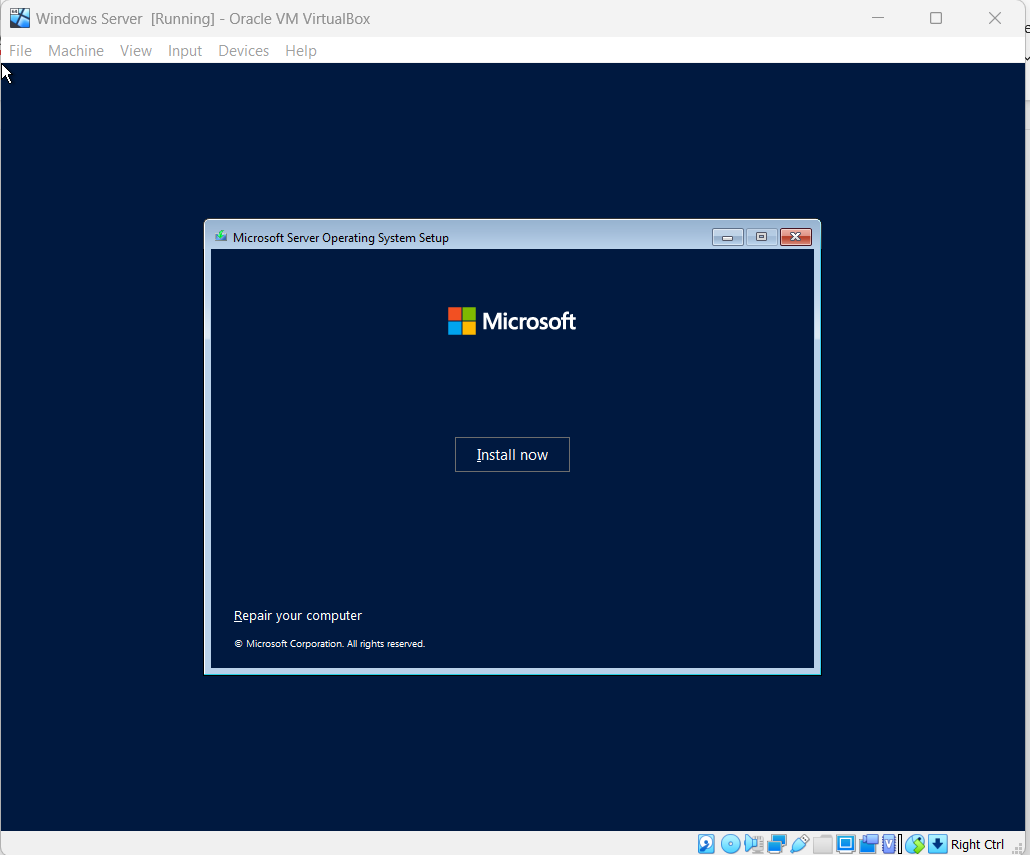 Windows Server [Running] - Oracle VM VirtualBox
File Machine View Input Devices Help
Microsoft Server Operating System Setup
Microsoft
Install now
Repair your computer
© Microsoft Corporation. All rights reserved.
Right Ctrl